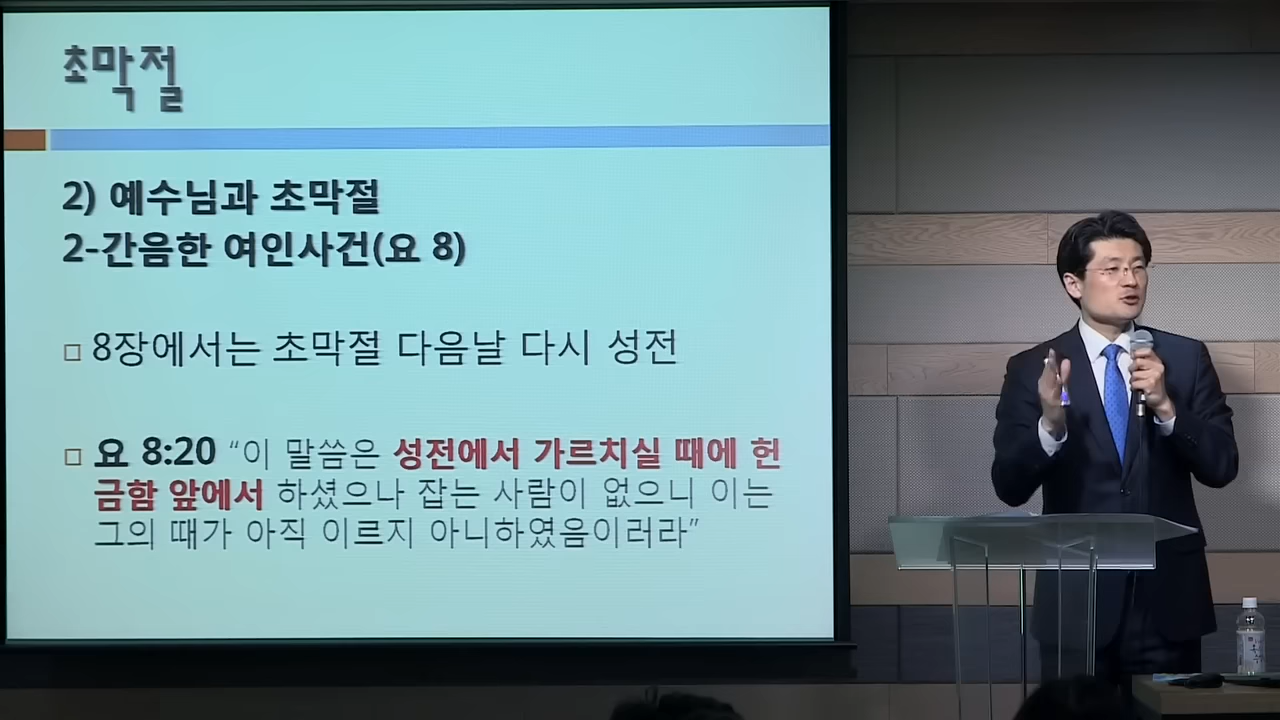 초막절
2) 예수님과 초막절
2-간음한 여인사건(요 8)
8장에서는 초막절 다음날 다시 성전
요 8:20 “이 말씀은 성전에서 가르치실 때에 헌
금함 앞에서 하셨으나 잡는 사람이 없으니 이는
그의 때가 아직 이르지 아니하였음이러라”